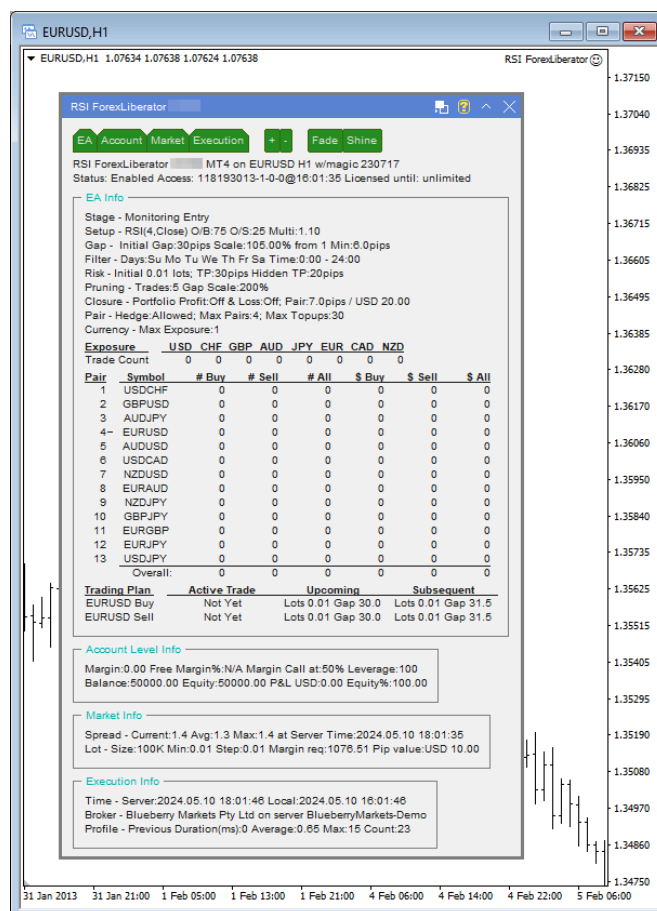 EURUSD,H1
EURUSD,H1 1.07634 1.07638 1.07624 1.07638
RSI ForexLiberator
RSI ForexLiberator
EA Account Market Execution + - Fade Shine
RSI ForexLiberator MT4 on EURUSD H1 w/magic 230717
Status: Enabled Access: 118193013-1-0-0@16:01:35 Licensed until: unlimited
EA Info
Stage - Monitoring Entry
Setup - RSI(4,Close) O/B:75 O/S:25 Multi:1.10
Gap - Initial Gap:30pips Scale:105.00% from 1 Min:6.0pips
Filter - Days:Su Mo Tu We Th Fr Sa Time:0:00 - 24:00
Risk - Initial 0.01 lots; TP:30pips Hidden TP:20pips
Pruning - Trades:5 Gap Scale:200%
Closure - Portfolio Profit:Off & Loss:Off; Pair:7.0pips / USD 20.00
Pair - Hedge:Allowed; Max Pairs:4; Max Topups:30
Currency - Max Exposure:1
Exposure USD CHF GBP AUD JPY EUR CAD NZD
Trade Count 0 0 0 0 0 0 0 0
Pair Symbol # Buy # Sell # All $ Buy $ Sell $ All
1 USDCHF 0 0 0 0 0 0
2 GBPUSD 0 0 0 0 0 0
3 AUDJPY 0 0 0 0 0 0
4– EURUSD 0 0 0 0 0 0
5 AUDUSD 0 0 0 0 0 0
6 USDCAD 0 0 0 0 0 0
7 NZDUSD 0 0 0 0 0 0
8 EURAUD 0 0 0 0 0 0
9 NZDJPY 0 0 0 0 0 0
10 GBPJPY 0 0 0 0 0 0
11 EURGBP 0 0 0 0 0 0
12 EURJPY 0 0 0 0 0 0
13 USDJPY 0 0 0 0 0 0
Overall: 0 0 0 0 0 0
Trading Plan Active Trade Upcoming Subsequent
EURUSD Buy Not Yet Lots 0.01 Gap 30.0 Lots 0.01 Gap 31.5
EURUSD Sell Not Yet Lots 0.01 Gap 30.0 Lots 0.01 Gap 31.5
Account Level Info
Margin:0.00 Free Margin%:N/A Margin Call at:50% Leverage:100
Balance:50000.00 Equity:50000.00 P&L USD:0.00 Equity%:100.00
Market Info
Spread - Current:1.4 Avg:1.3 Max:1.4 at Server Time:2024.05.10 18:01:35
Lot - Size:100K Min:0.01 Step:0.01 Margin req:1076.51 Pip value:USD 10.00
Execution Info
Time - Server:2024.05.10 18:01:46 Local:2024.05.10 16:01:46
Broker - Blueberry Markets Pty Ltd on server BlueberryMarkets-Demo
Profile - Previous Duration(ms):0 Average:0.65 Max:15 Count:23
1.37150
1.37040
1.36935
1.36825
1.36715
1.36605
1.36495
1.36385
1.36280
1.36170
1.36060
1.35950
1.35840
1.35735
1.35625
1.35515
1.35405
1.35295
1.35190
1.35080
1.34970
1.34860
1.34750
31 Jan 2013 31 Jan 21:00 1 Feb 05:00 1 Feb 13:00 1 Feb 21:00 4 Feb 06:00 4 Feb 14:00 4 Feb 22:00 5 Feb 06:00